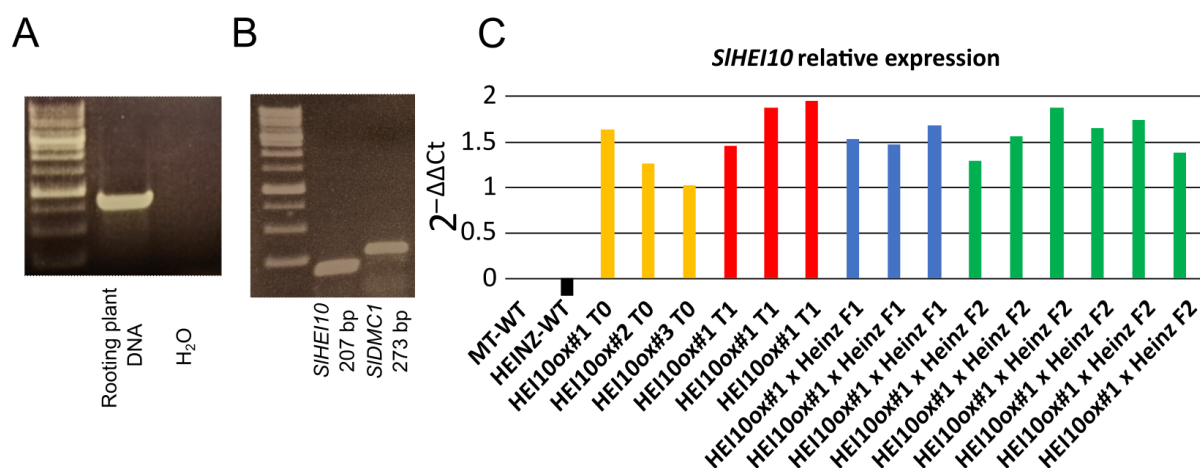 A
B
C
SlHEI10 relative expression
2
1.5
1
0.5
0
2−ΔΔCt
Rooting plant
DNA
H2O
SlHEI10
207 bp
SlDMC1
273 bp
MT-WT
HEINZ-WT
HEI10ox#1 T0
HEI10ox#2 T0
HEI10ox#3 T0
HEI10ox#1 T1
HEI10ox#1 T1
HEI10ox#1 T1
HEI10ox#1 x Heinz F1
HEI10ox#1 x Heinz F1
HEI10ox#1 x Heinz F1
HEI10ox#1 x Heinz F2
HEI10ox#1 x Heinz F2
HEI10ox#1 x Heinz F2
HEI10ox#1 x Heinz F2
HEI10ox#1 x Heinz F2
HEI10ox#1 x Heinz F2